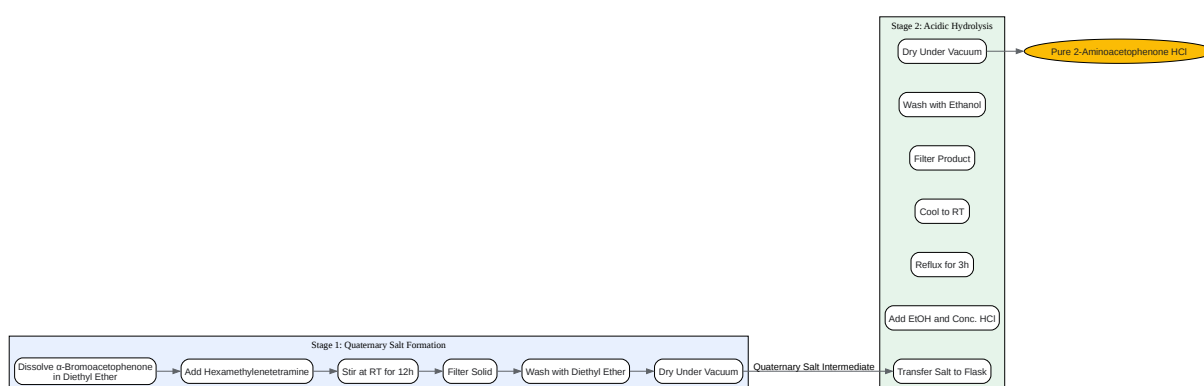 Stage 2: Acidic Hydrolysis
Dry Under Vacuum
Pure 2-Aminoacetophenone HCl
Wash with Ethanol
Filter Product
Cool to RT
Reflux for 3h
Add EtOH and Conc. HCl
Stage 1: Quaternary Salt Formation
Dissolve α-Bromoacetophenone
in Diethyl Ether
Add Hexamethylenetetramine
Stir at RT for 12h
Filter Solid
Wash with Diethyl Ether
Dry Under Vacuum
Quaternary Salt Intermediate
Transfer Salt to Flask